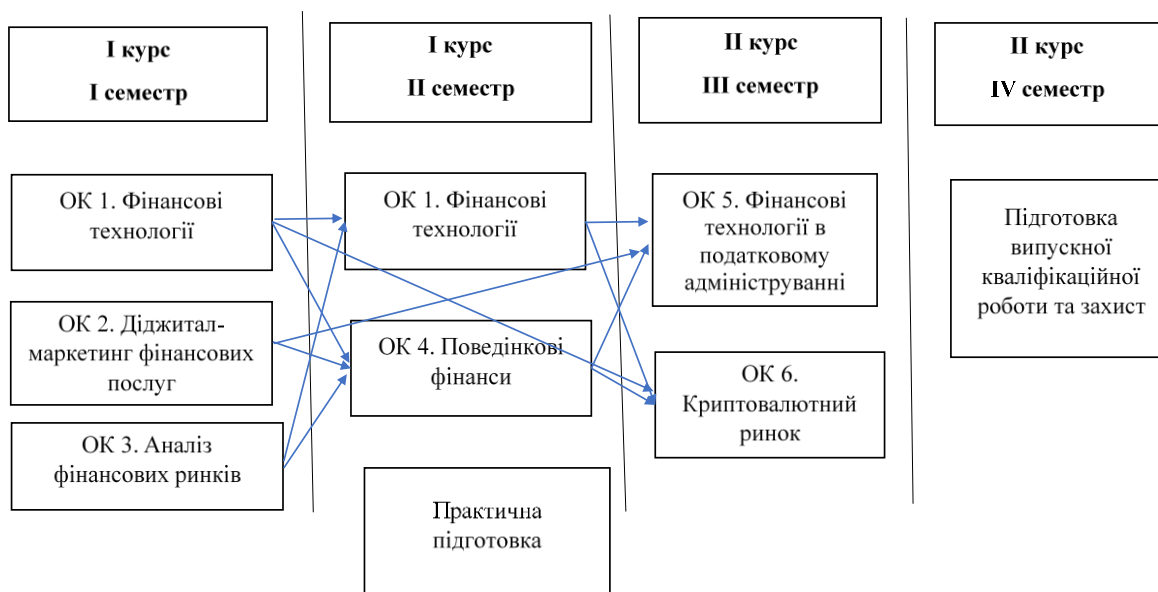 І курс
І семестр
І курс
ІІ семестр
ІІ курс
ІІІ семестр
ІІ курс
IV семестр
ОК 1. Фінансові
технології
ОК 2. Діджитал-
маркетинг фінансових
послуг
ОК 3. Аналіз
фінансових ринків
ОК 1. Фінансові
технології
ОК 4. Поведінкові
фінанси
Практична
підготовка
ОК 5. Фінансові
технології в
податковому
адмініструванні
ОК 6.
Криптовалютний
ринок
Підготовка
випускної
кваліфікаційної
роботи та захист